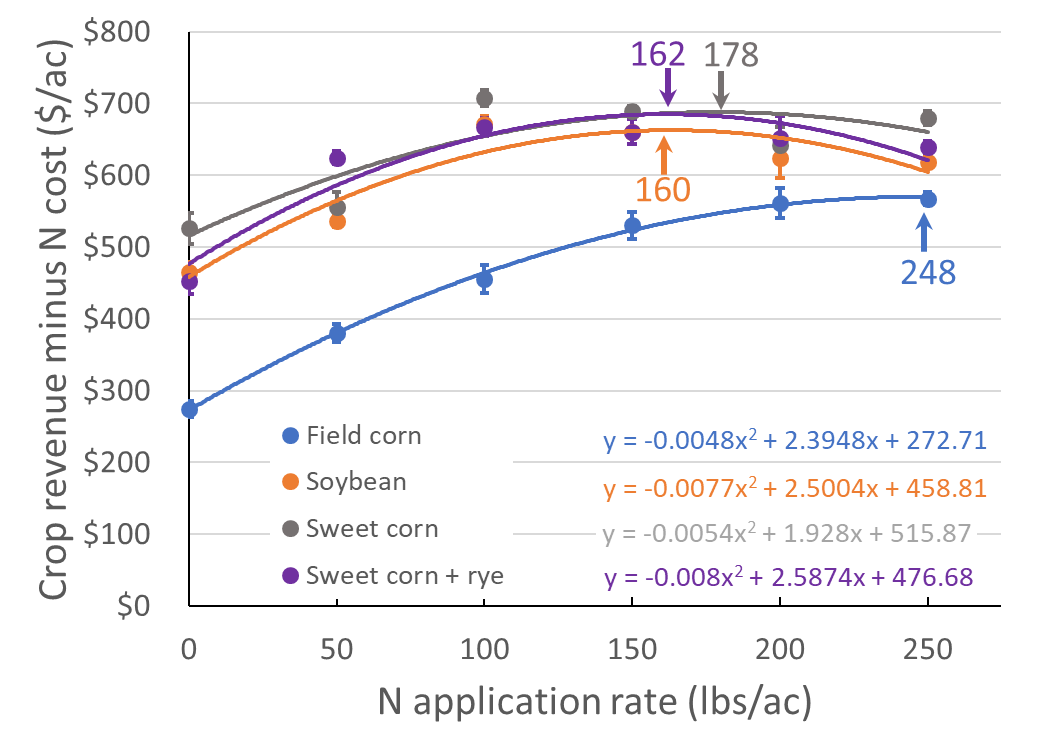 Crop revenue minus N cost ($/ac)
$800
$700
$600
$500
$400
$300
$200
$100
$0
162
178
160
248
Field corn
Soybean
Sweet corn
Sweet corn + rye
y = -0.0048x² + 2.3948x + 272.71
y = -0.0077x² + 2.5004x + 458.81
y = -0.0054x² + 1.928x + 515.87
y = -0.008x² + 2.5874x + 476.68
0 50 100 150 200 250
N application rate (lbs/ac)